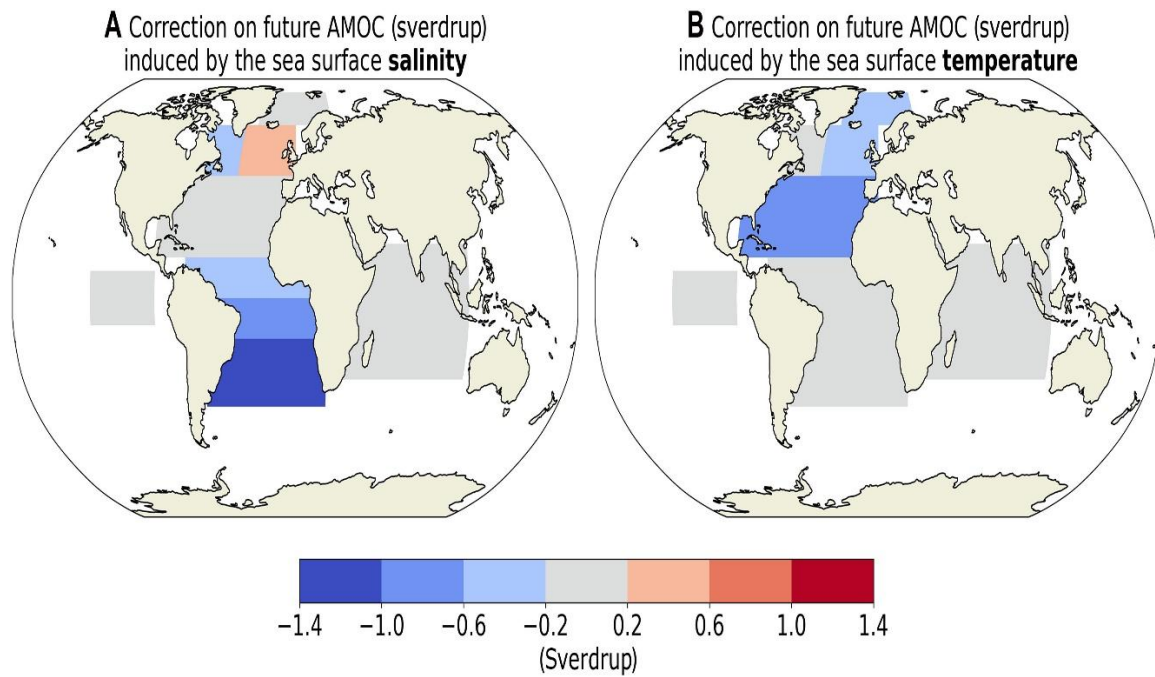 A Correction on future AMOC (sverdrup)
induced by the sea surface salinity
B Correction on future AMOC (sverdrup)
induced by the sea surface temperature
−1.4 −1.0 −0.6 −0.2 0.2 0.6 1.0 1.4
(Sverdrup)